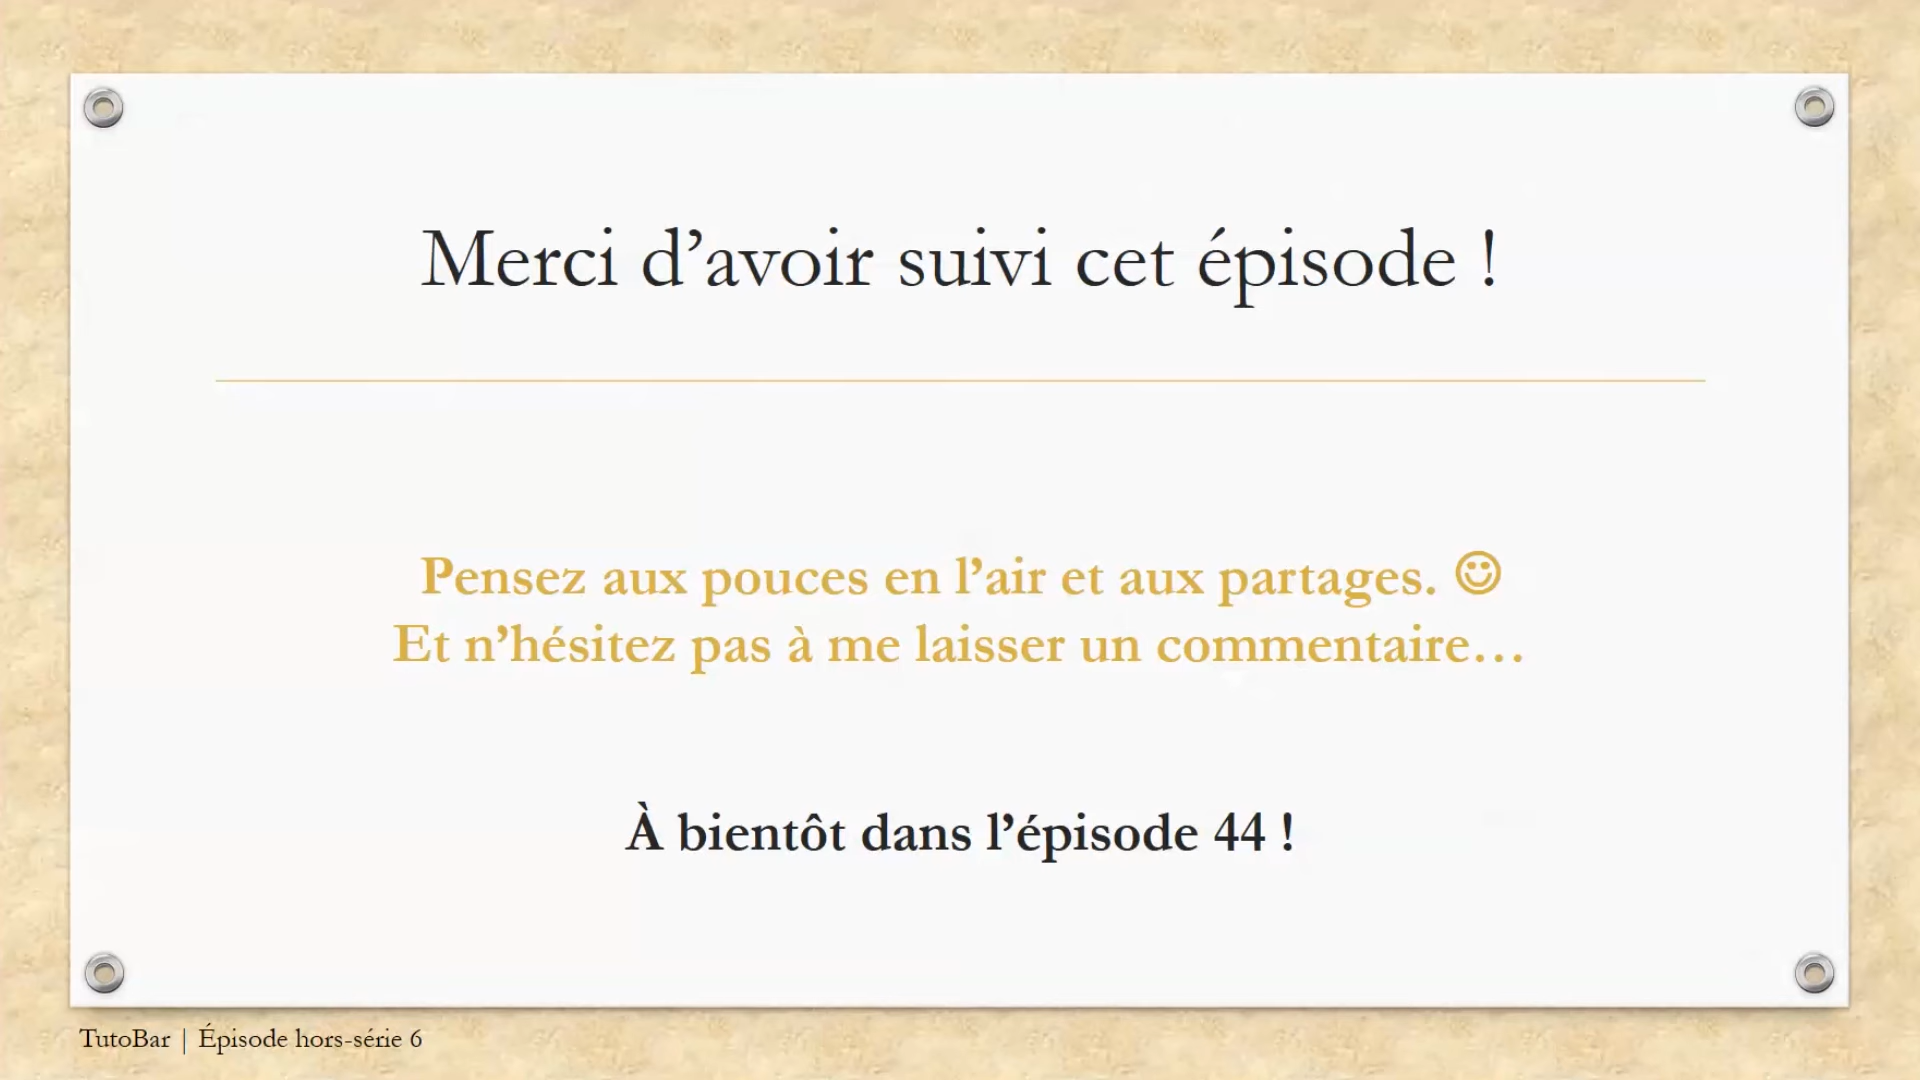 Merci d’avoir suivi cet épisode !
Pensez aux pouces en l’air et aux partages. ☺
Et n’hésitez pas à me laisser un commentaire…
À bientôt dans l’épisode 44 !
TutoBar | Épisode hors-série 6